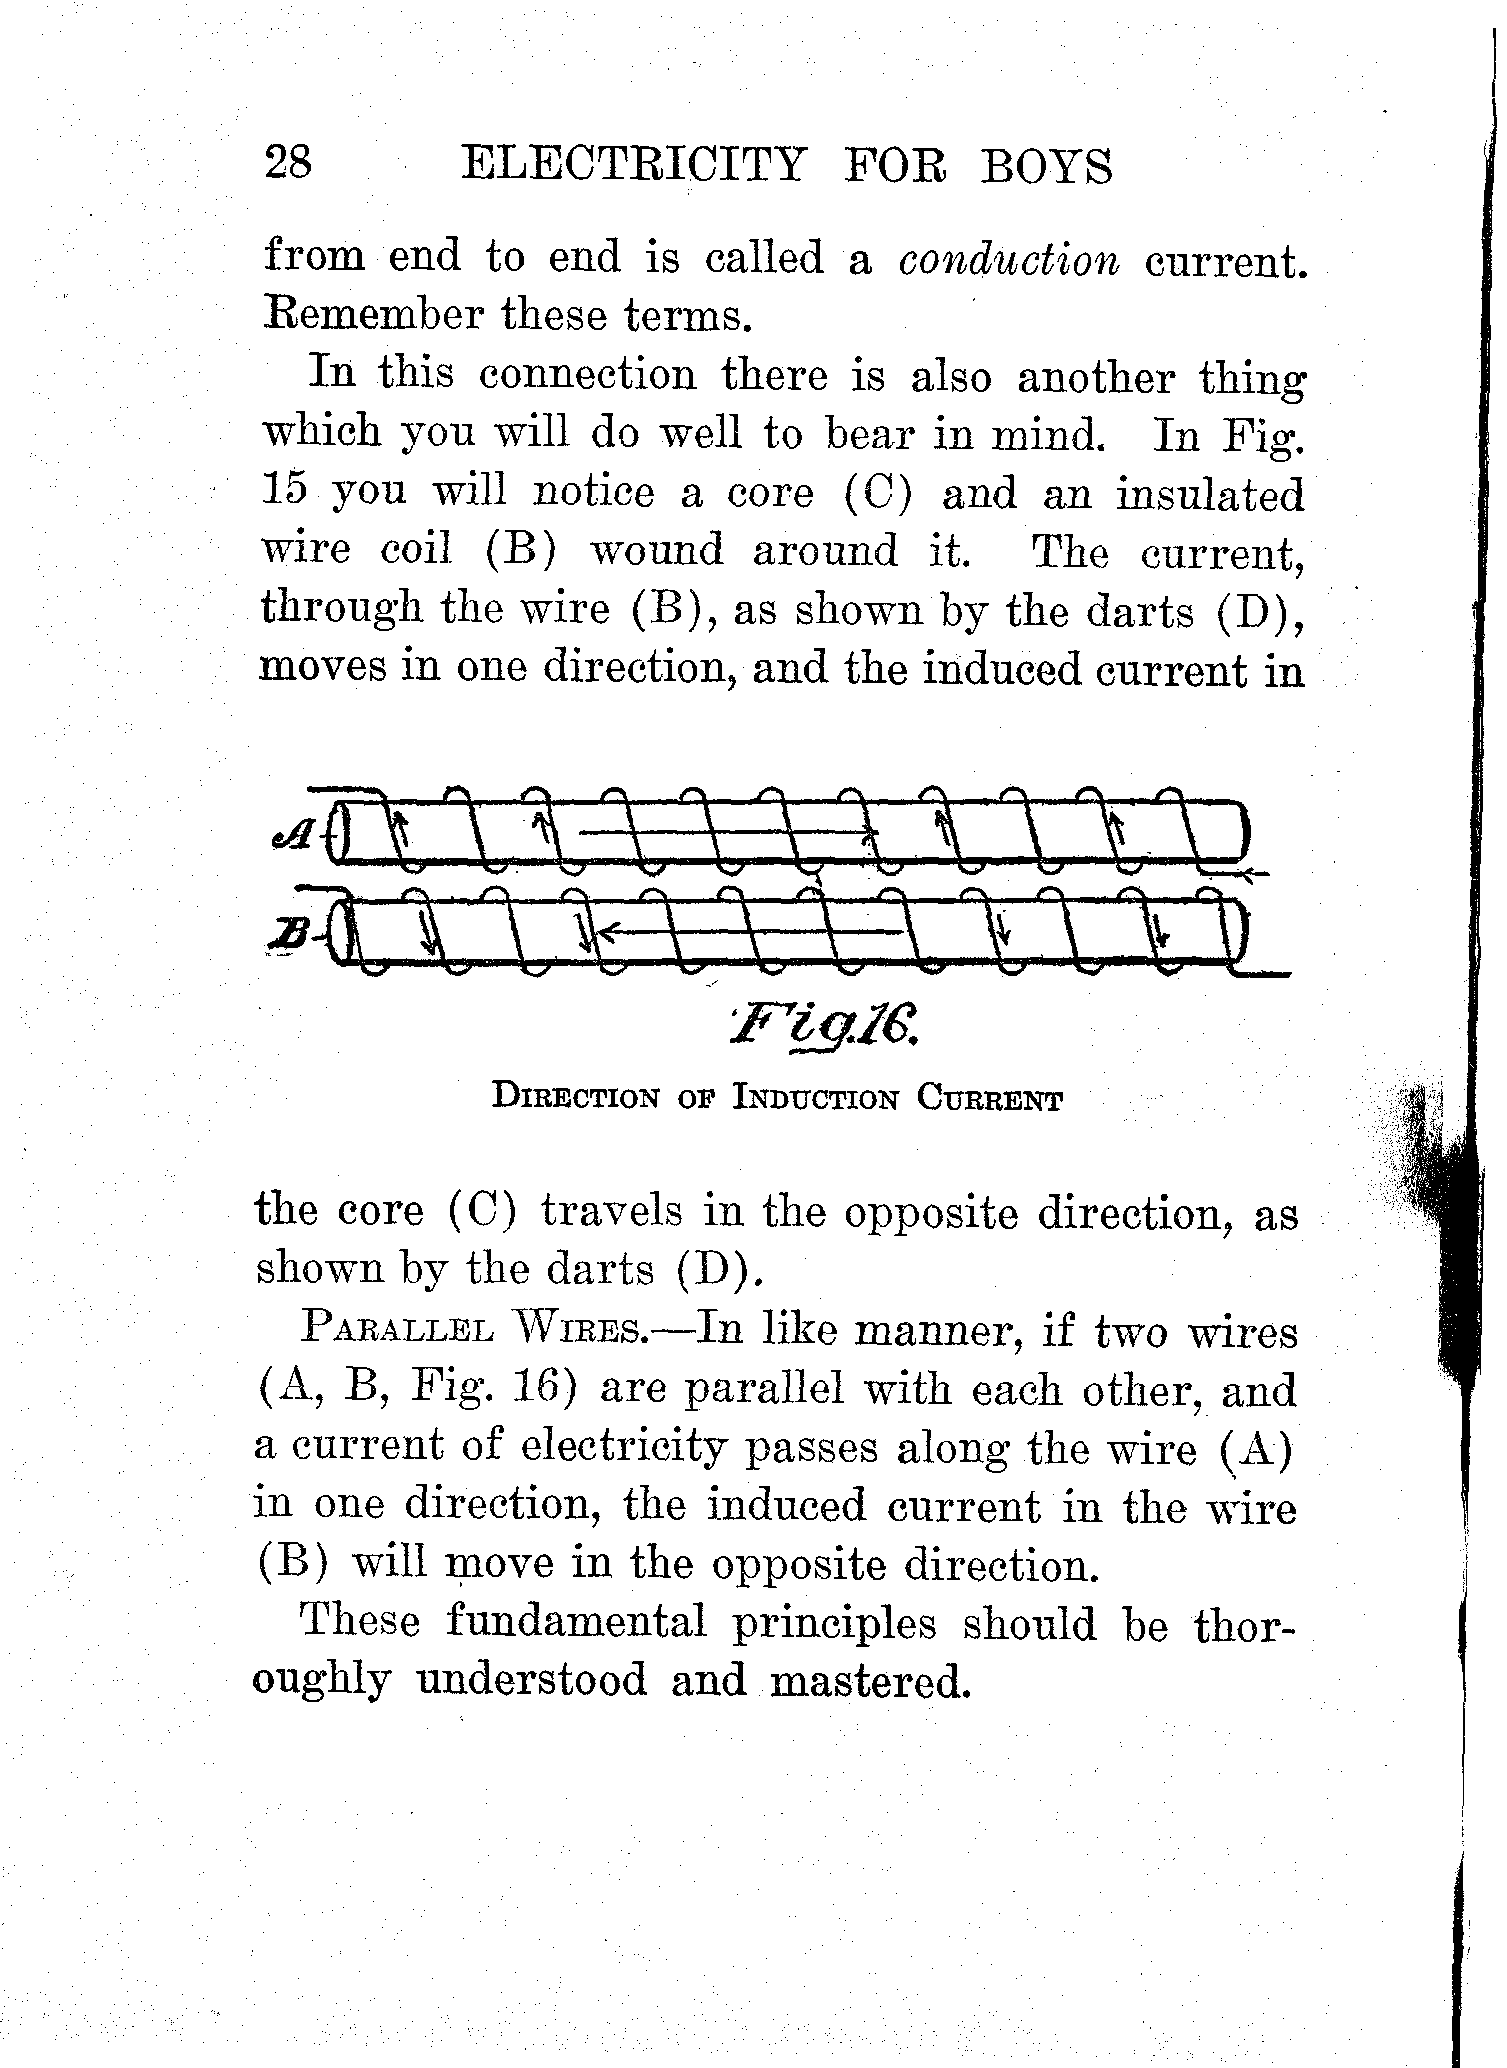 28 ELECTRICITY FOR BOYS
from end to end is called a conduction current.
Remember these terms.
In this connection there is also another thing
which you will do well to bear in mind. In Fig.
15 you will notice a core (C) and an insulated
wire coil (B) wound around it. The current,
through the wire (B), as shown by the darts (D),
moves in one direction, and the induced current in
A
B
Fig.16.
DIRECTION OF INDUCTION CURRENT
the core (C) travels in the opposite direction, as
shown by the darts (D).
PARALLEL WIRES.—In like manner, if two wires
(A, B, Fig. 16) are parallel with each other, and
a current of electricity passes along the wire (A)
in one direction, the induced current in the wire
(B) will move in the opposite direction.
These fundamental principles should be thor-
oughly understood and mastered.